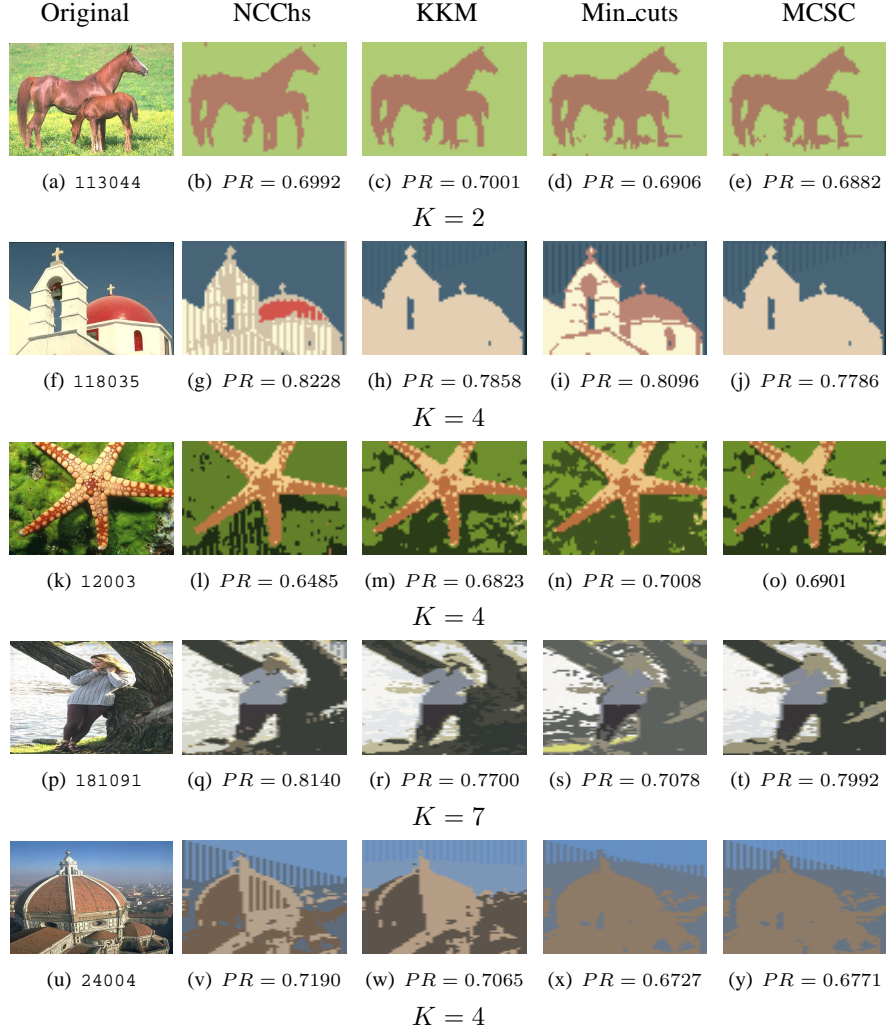 Original NCChs KKM Min_cuts MCSC
(a) 113044 (b) PR = 0.6992 (c) PR = 0.7001 (d) PR = 0.6906 (e) PR = 0.6882
K = 2
(f) 118035 (g) PR = 0.8228 (h) PR = 0.7858 (i) PR = 0.8096 (j) PR = 0.7786
K = 4
(k) 12003 (l) PR = 0.6485 (m) PR = 0.6823 (n) PR = 0.7008 (o) 0.6901
K = 4
(p) 181091 (q) PR = 0.8140 (r) PR = 0.7700 (s) PR = 0.7078 (t) PR = 0.7992
K = 7
(u) 24004 (v) PR = 0.7190 (w) PR = 0.7065 (x) PR = 0.6727 (y) PR = 0.6771
K = 4